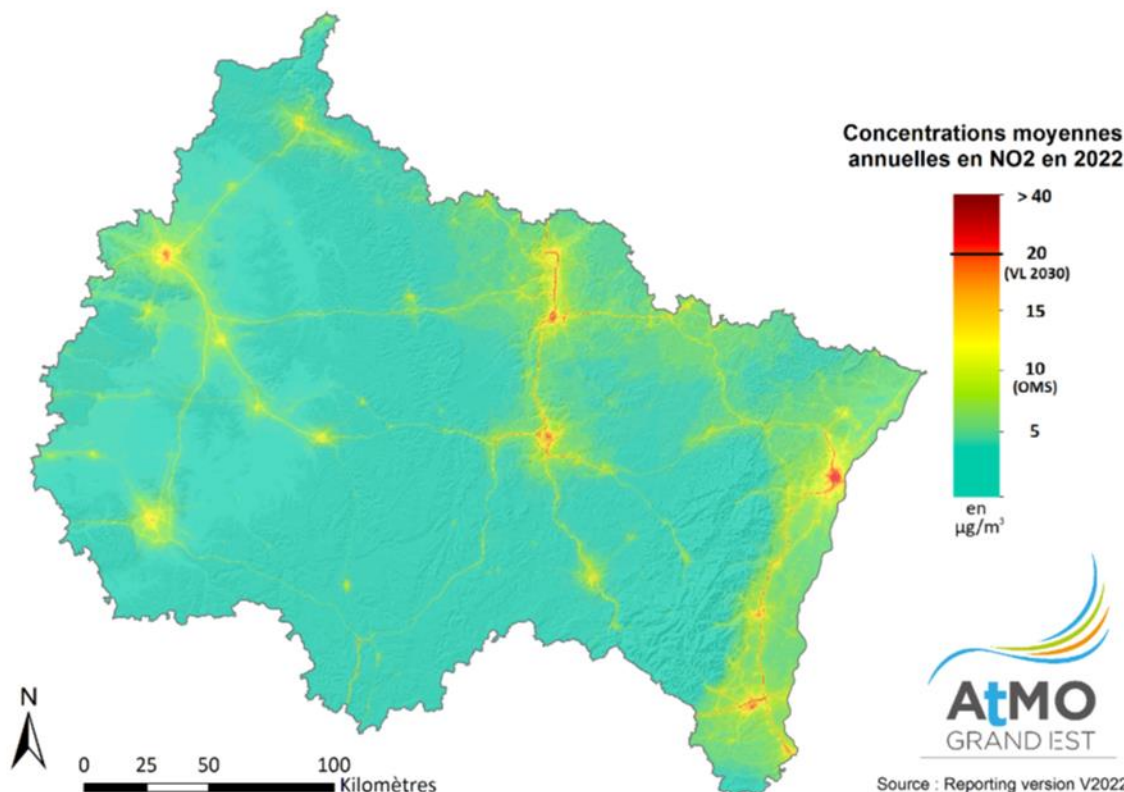 Concentrations moyennes
annuelles en NO2 en 2022
> 40
20
(VL 2030)
15
10
(OMS)
5
en
µg/m³
N
0 25 50 100
Kilomètres
AtMO
GRAND EST
Source : Reporting version V2022